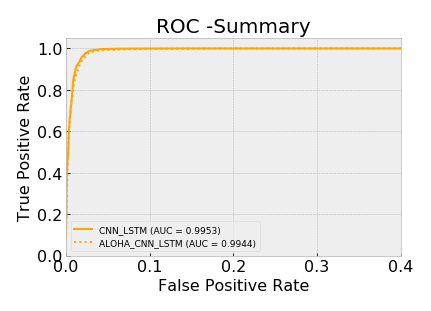 ROC -Summary
True Positive Rate
1.0
0.8
0.6
0.4
0.2
0.0
CNN_LSTM (AUC = 0.9953)
ALOHA_CNN_LSTM (AUC = 0.9944)
0.0 0.1 0.2 0.3 0.4
False Positive Rate